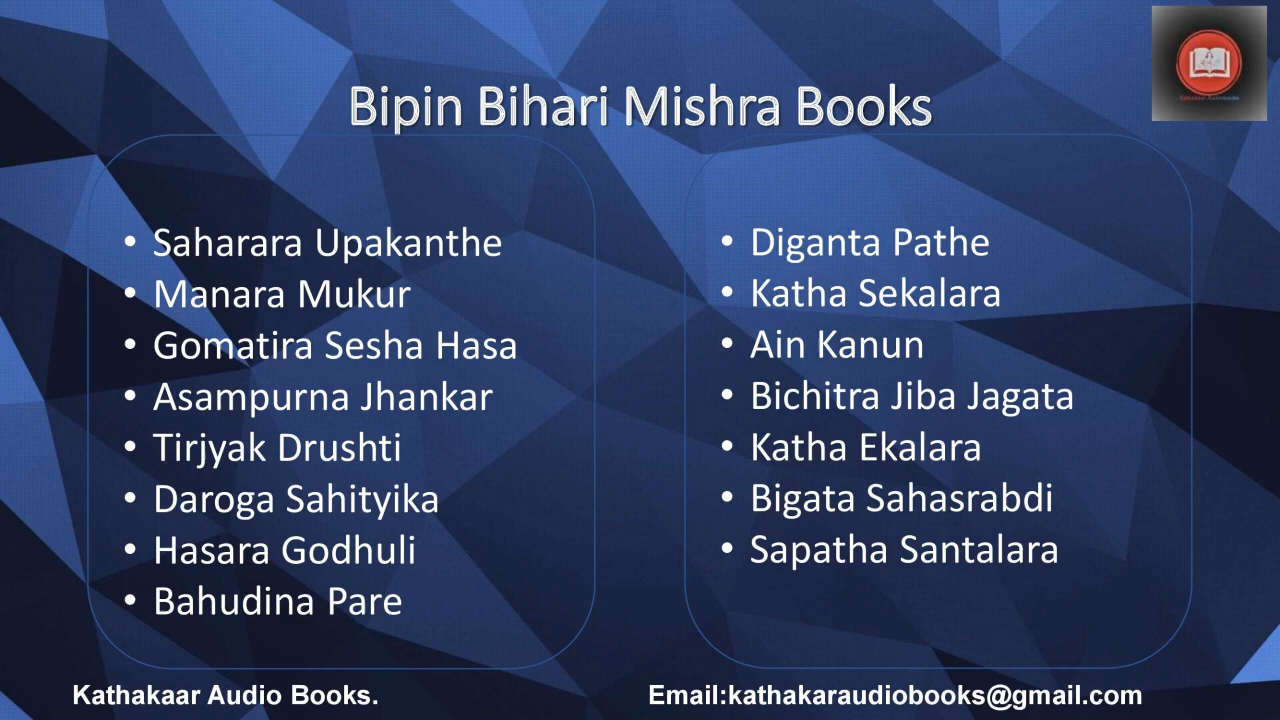 Bipin Bihari Mishra Books
• Saharara Upakanthe
• Manara Mukur
• Gomatira Sesha Hasa
• Asampurna Jhankar
• Tirjyak Drushti
• Daroga Sahityika
• Hasara Godhuli
• Bahudina Pare
• Diganta Pathe
• Katha Sekalara
• Ain Kanun
• Bichitra Jiba Jagata
• Katha Ekalara
• Bigata Sahasrabdi
• Sapatha Santalara
Kathakaar Audio Books.
Email:kathakaraudiobooks@gmail.com